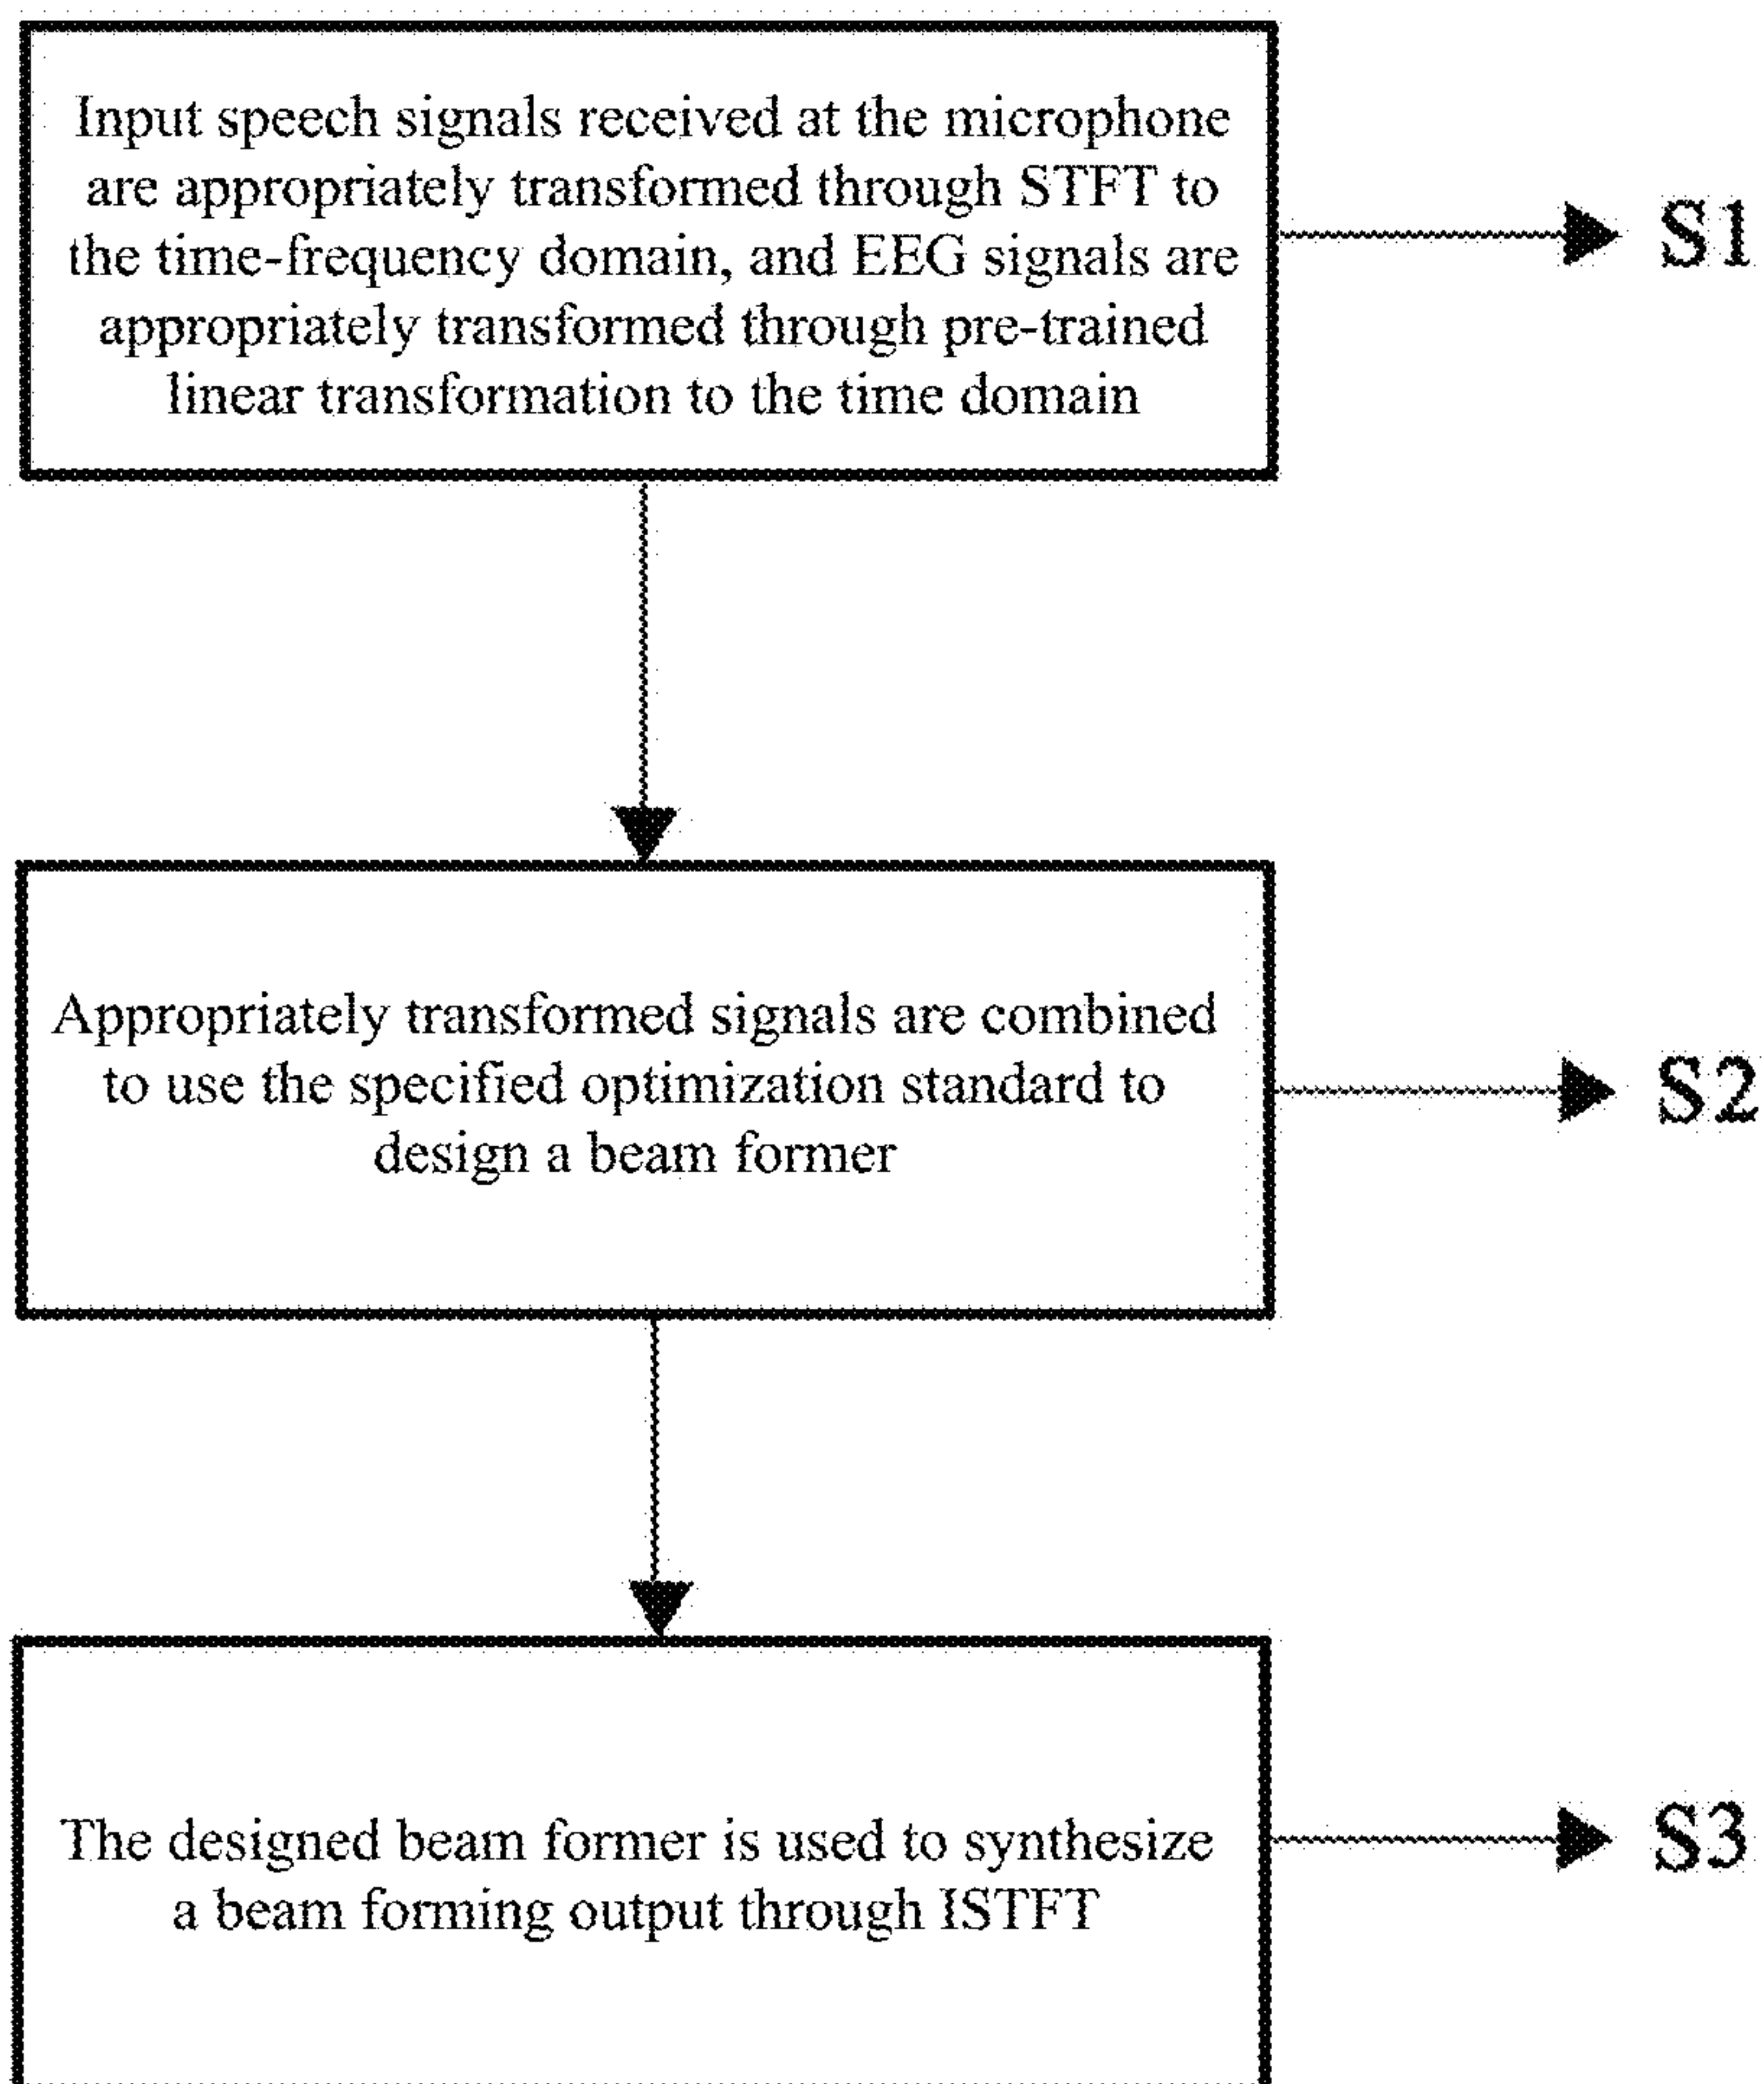 Input speech signals received at the microphone
are appropriately transformed through STFT to
the time-frequency domain, and EEG signals are
appropriately transformed through pre-trained
linear transformation to the time domain
S1
Appropriately transformed signals are combined
to use the specified optimization standard to
design a beam former
S2
The designed beam former is used to synthesize
a beam forming output through ISTFT
S3